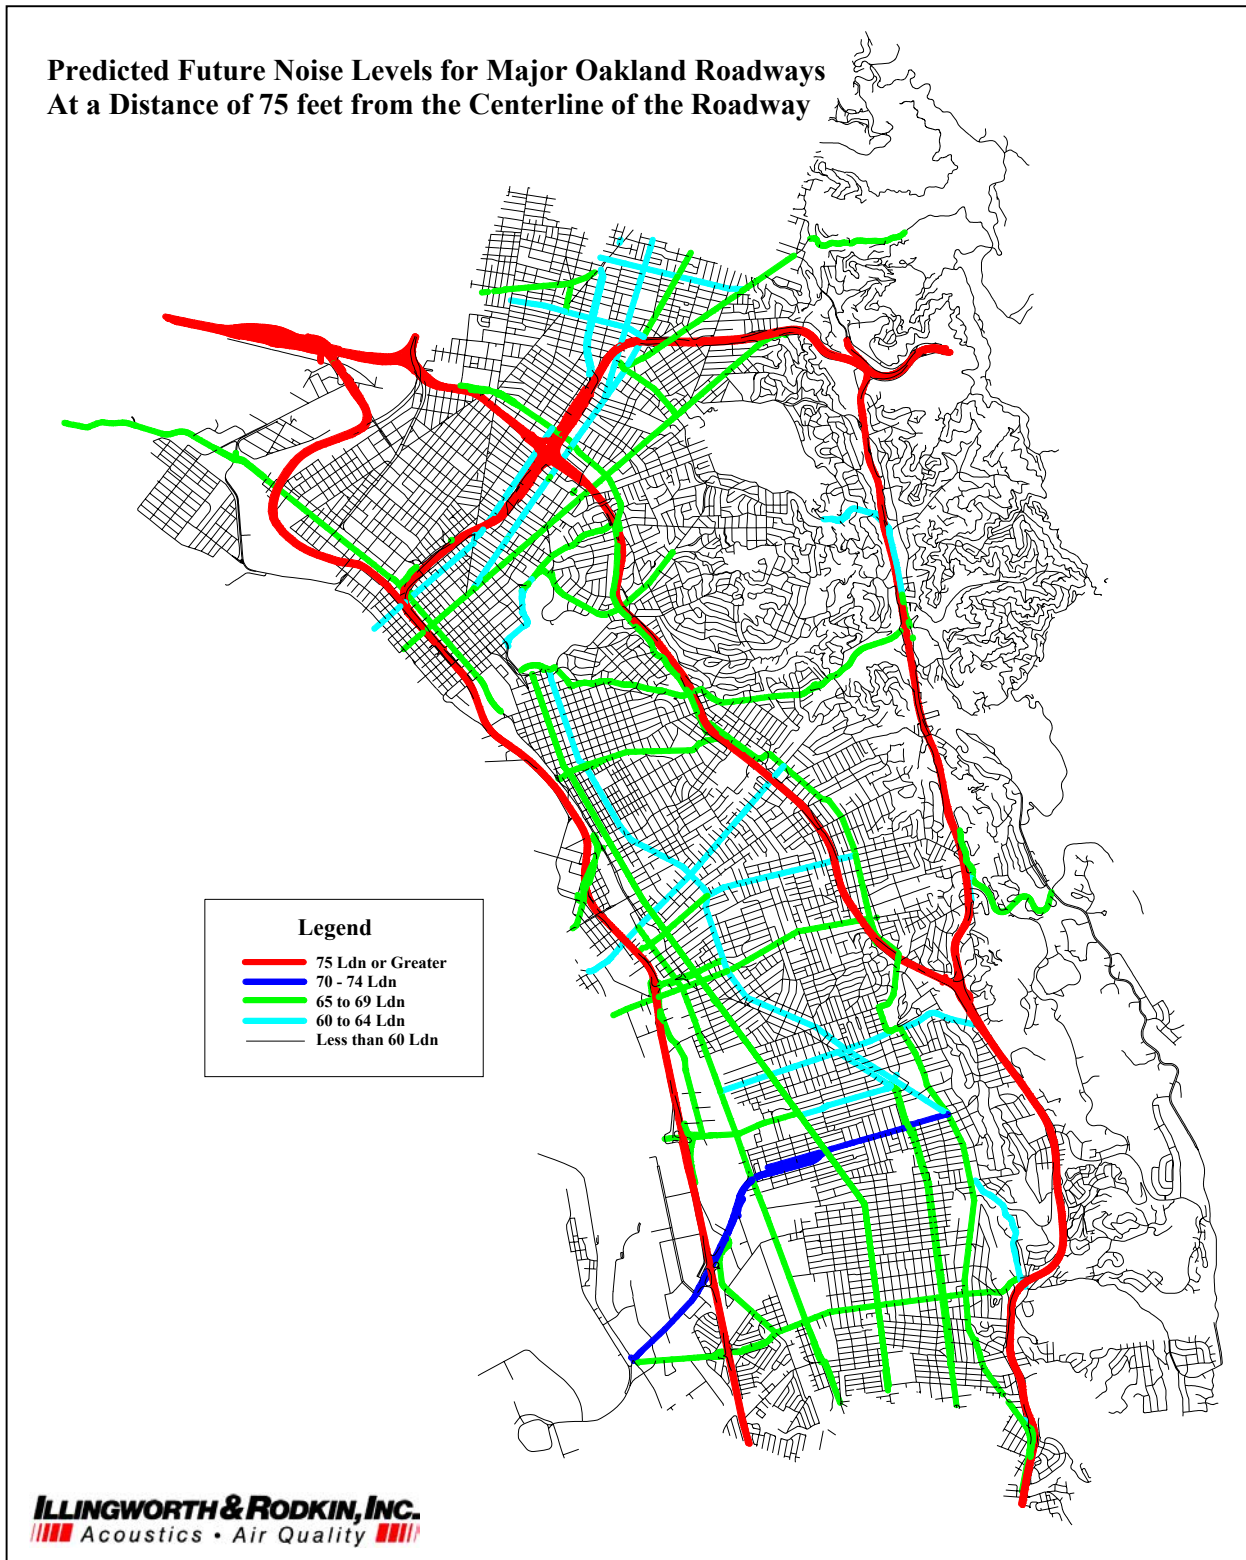 Predicted Future Noise Levels for Major Oakland Roadways
At a Distance of 75 feet from the Centerline of the Roadway
Legend
75 Ldn or Greater
70 - 74 Ldn
65 to 69 Ldn
60 to 64 Ldn
Less than 60 Ldn
ILLINGWORTH & RODKIN, INC.
Acoustics • Air Quality